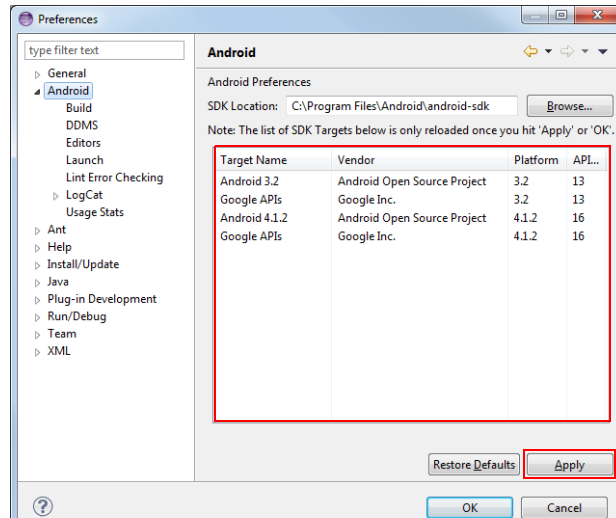 Preferences
type filter text
General
Android
Build
DDMS
Editors
Launch
Lint Error Checking
LogCat
Usage Stats
Ant
Help
Install/Update
Java
Plug-in Development
Run/Debug
Team
XML
Android
Android Preferences
SDK Location: C:\Program Files\Android\android-sdk Browse...
Note: The list of SDK Targets below is only reloaded once you hit 'Apply' or 'OK'.
Target Name Vendor Platform API...
Android 3.2 Android Open Source Project 3.2 13
Google APIs Google Inc. 3.2 13
Android 4.1.2 Android Open Source Project 4.1.2 16
Google APIs Google Inc. 4.1.2 16
Restore Defaults Apply
? OK Cancel